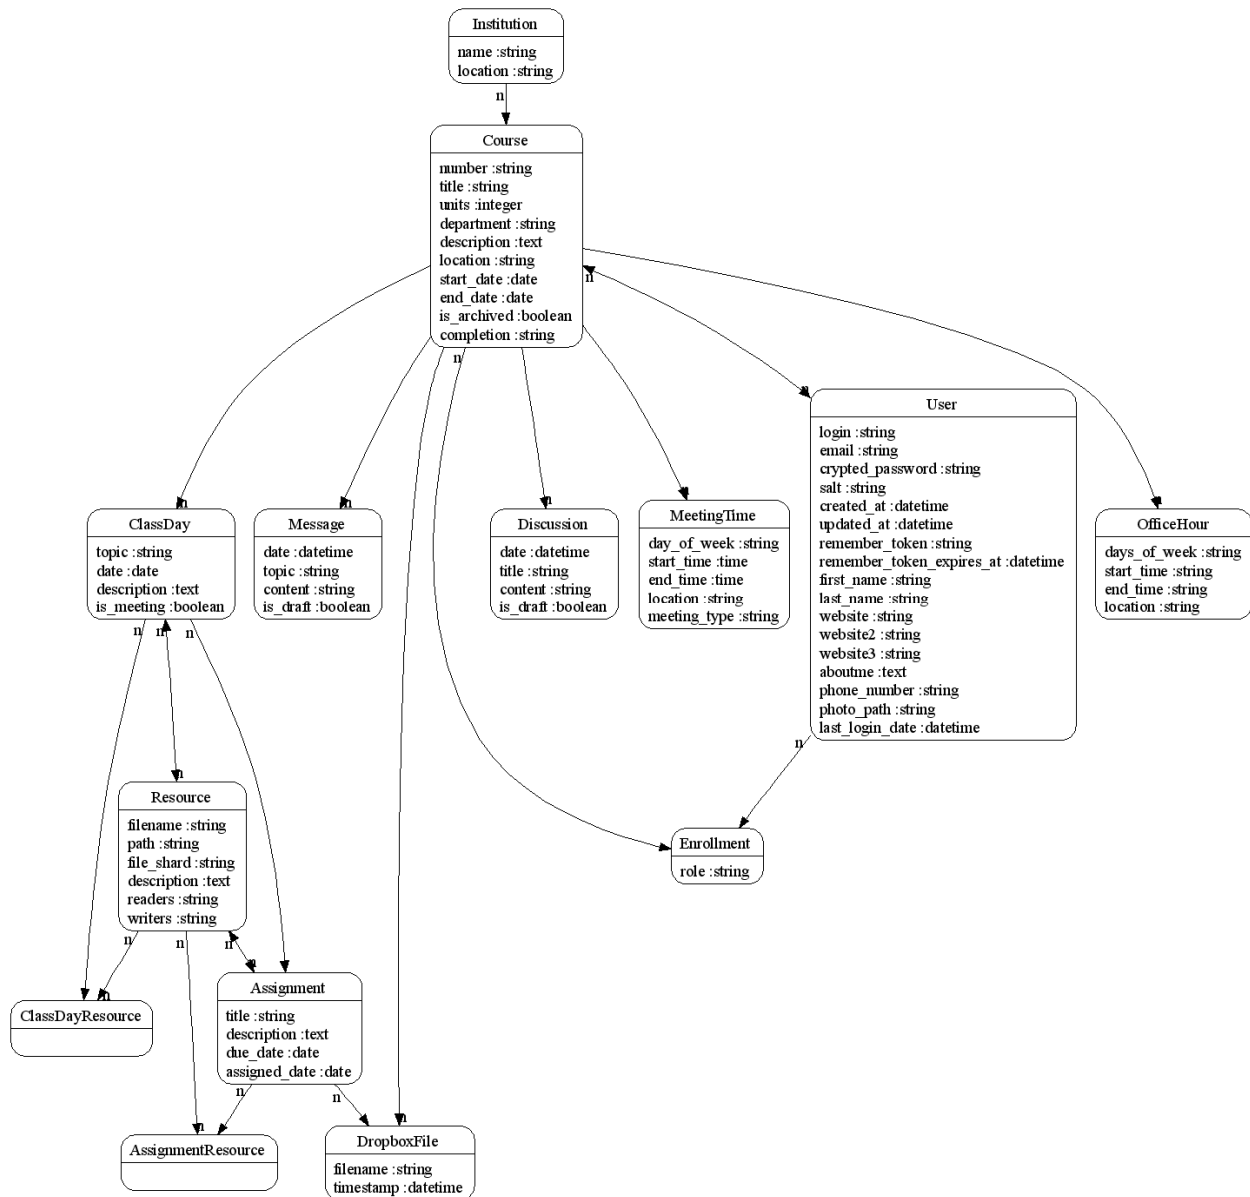 Institution
name :string
location :string
n
Course
number :string
title :string
units :integer
department :string
description :text
location :string
start_date :date
end_date :date
is_archived :boolean
completion :string
n
n
n
User
login :string
email :string
crypted_password :string
salt :string
created_at :datetime
updated_at :datetime
remember_token :string
remember_token_expires_at :datetime
first_name :string
last_name :string
website :string
website2 :string
website3 :string
aboutme :text
phone_number :string
photo_path :string
last_login_date :datetime
n
n
ClassDay
topic :string
date :date
description :text
is_meeting :boolean
n
Message
date :datetime
topic :string
content :string
is_draft :boolean
n
Discussion
date :datetime
title :string
content :string
is_draft :boolean
n
MeetingTime
day_of_week :string
start_time :time
end_time :time
location :string
meeting_type :string
n
OfficeHour
days_of_week :string
start_time :string
end_time :string
location :string
n
n
n
n
Resource
filename :string
path :string
file_shard :string
description :text
readers :string
writers :string
Enrollment
role :string
n
n
n
n
n
ClassDayResource
Assignment
title :string
description :text
due_date :date
assigned_date :date
n
n
n
n
AssignmentResource
DropboxFile
filename :string
timestamp :datetime